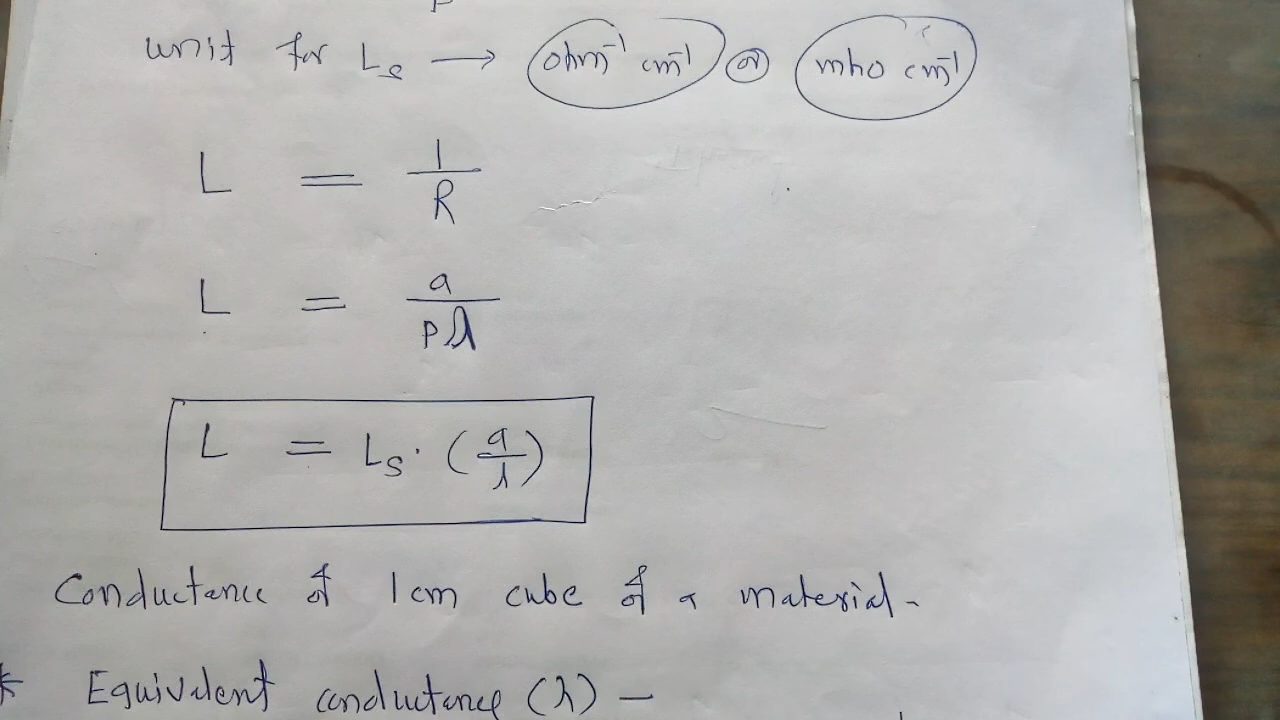 unit for Ls → ohm⁻¹ cm⁻¹ or mho cm⁻¹
L = 1/R
L = a/ρl
L = Ls · (a/l)
Conductance of 1 cm cube of a material.
* Equivalent conductance (λ) —